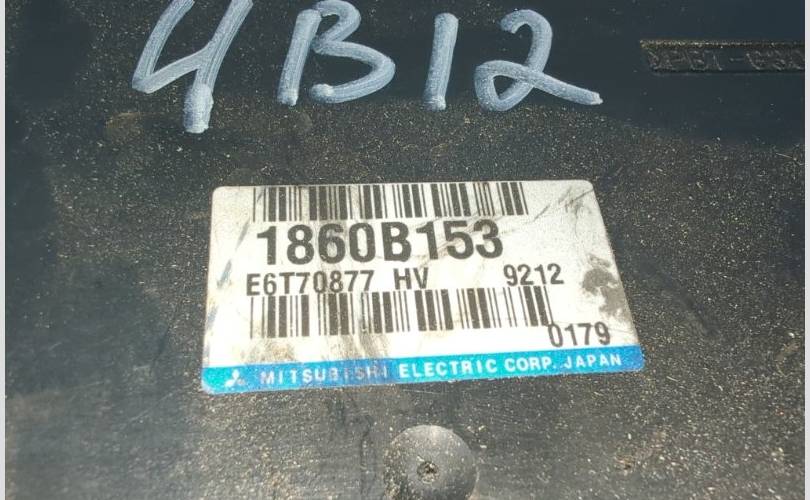 4B12
1860B153
E6T70877 HV 9212
0179
MITSUBISHI ELECTRIC CORP. JAPAN